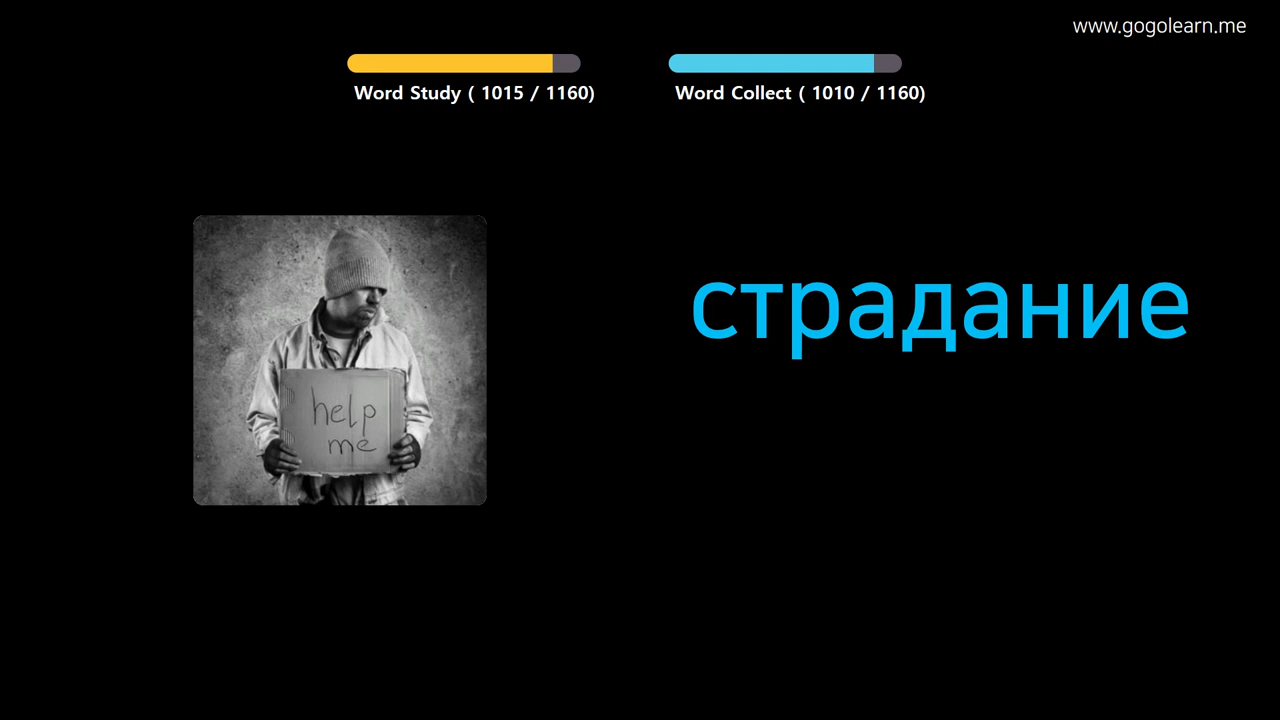 www.gogolearn.me
Word Study ( 1015 / 1160)
Word Collect ( 1010 / 1160)
страдание
help
me